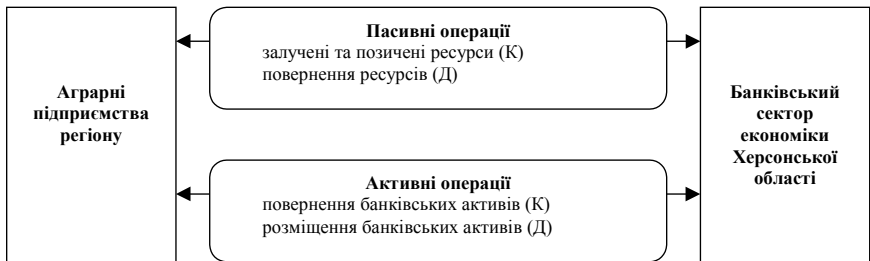 Аграрні
підприємства
регіону
Пасивні операції
залучені та позичені ресурси (К)
повернення ресурсів (Д)
Активні операції
повернення банківських активів (К)
розміщення банківських активів (Д)
Банківський
сектор
економіки
Херсонської
області